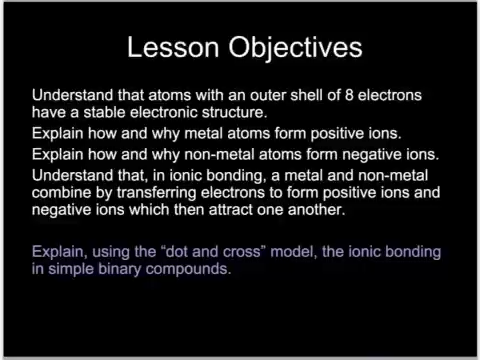 Lesson Objectives
Understand that atoms with an outer shell of 8 electrons
have a stable electronic structure.
Explain how and why metal atoms form positive ions.
Explain how and why non-metal atoms form negative ions.
Understand that, in ionic bonding, a metal and non-metal
combine by transferring electrons to form positive ions and
negative ions which then attract one another.
Explain, using the “dot and cross” model, the ionic bonding
in simple binary compounds.